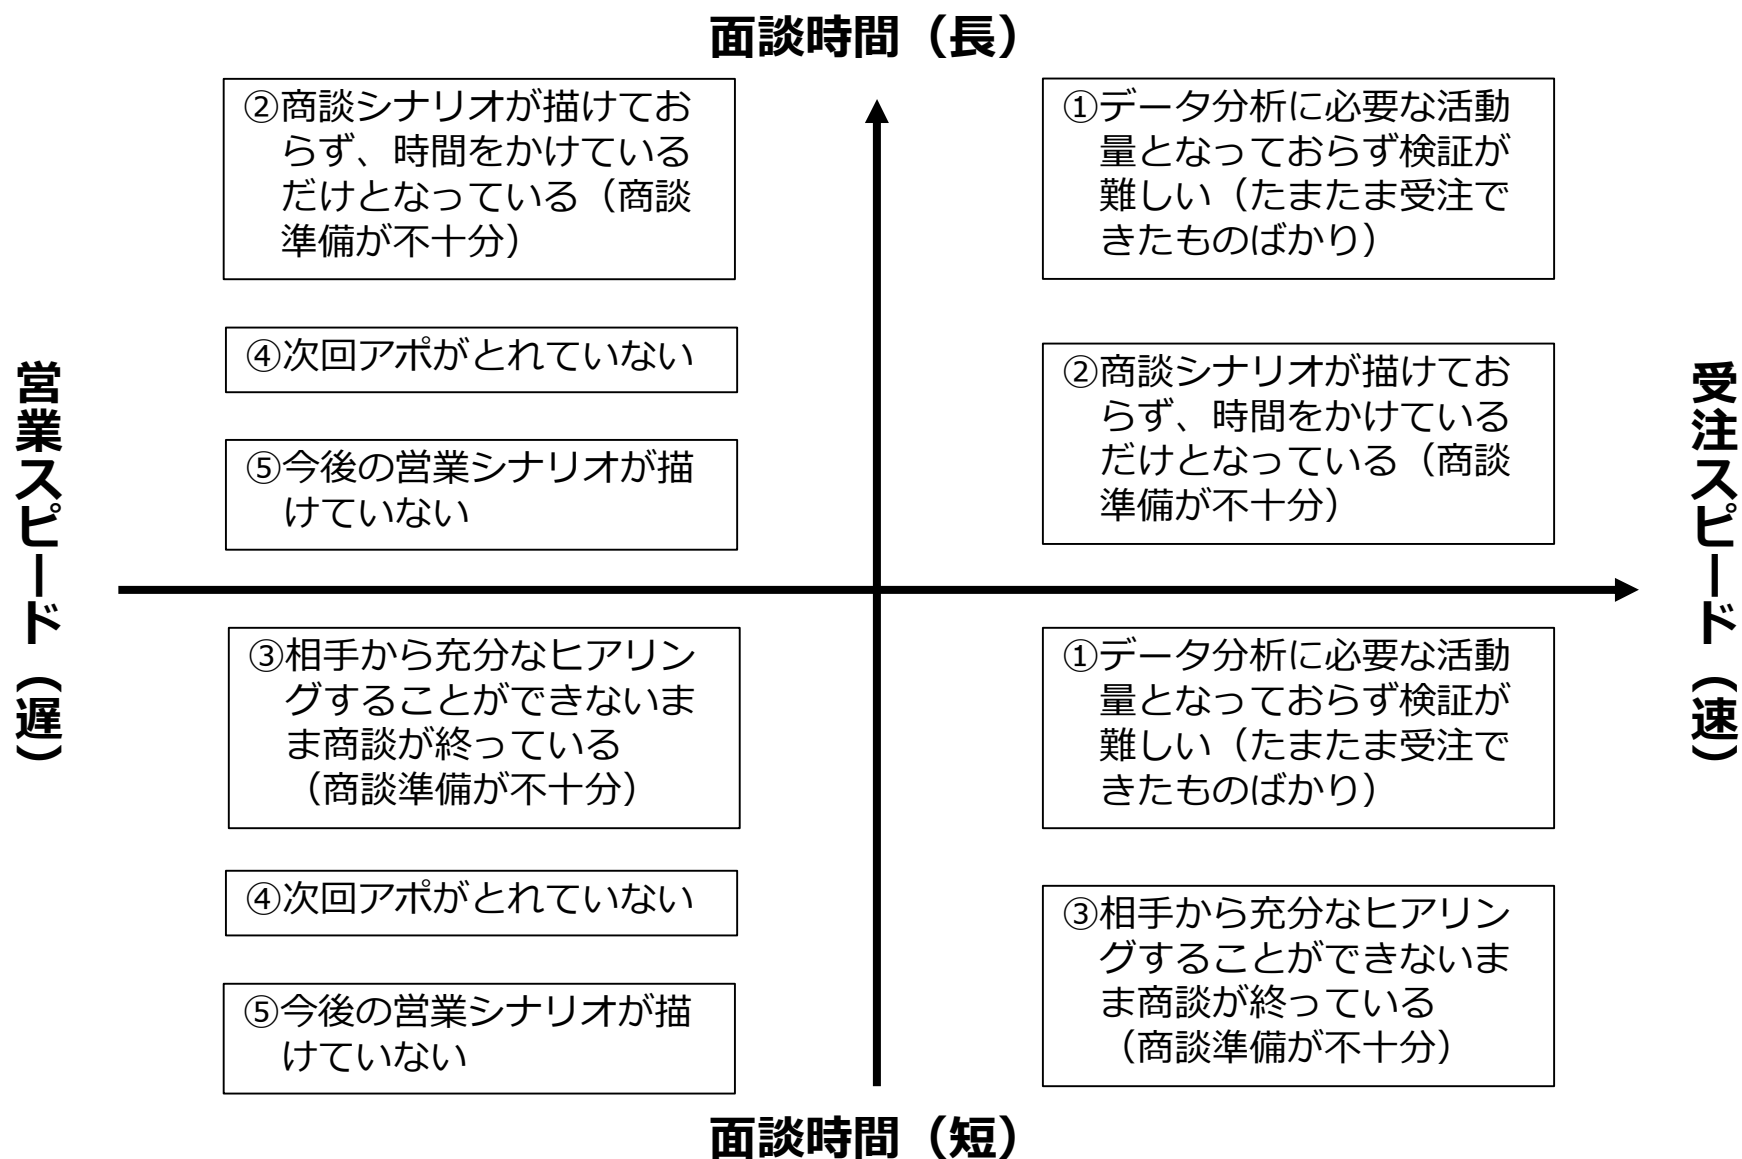 面談時間（長）
②商談シナリオが描けてお
らず、時間をかけている
だけとなっている（商談
準備が不十分）
④次回アポがとれていない
⑤今後の営業シナリオが描
けていない
①データ分析に必要な活動
量となっておらず検証が
難しい（たまたま受注で
きたものばかり）
②商談シナリオが描けてお
らず、時間をかけている
だけとなっている（商談
準備が不十分）
営業スピード（遅）
受注スピード（速）
③相手から充分なヒアリン
グすることができないま
ま商談が終っている
（商談準備が不十分）
④次回アポがとれていない
⑤今後の営業シナリオが描
けていない
①データ分析に必要な活動
量となっておらず検証が
難しい（たまたま受注で
きたものばかり）
③相手から充分なヒアリン
グすることができないま
ま商談が終っている
（商談準備が不十分）
面談時間（短）